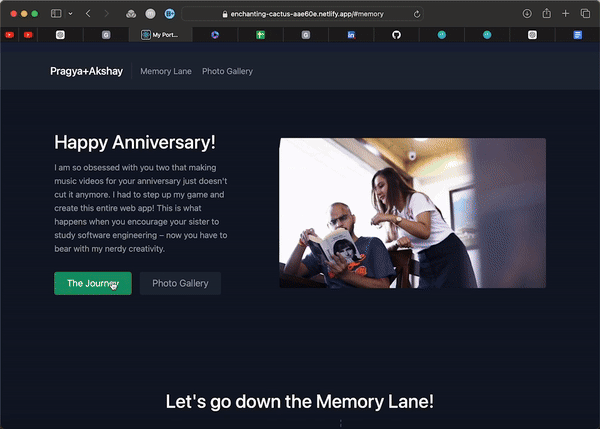 enchanting-cactus-aae60e.netlify.app/#memory
My Port...
Pragya+Akshay
Memory Lane
Photo Gallery
Happy Anniversary!
I am so obsessed with you two that making
music videos for your anniversary just doesn't
cut it anymore. I had to step up my game and
create this entire web app! This is what
happens when you encourage your sister to
study software engineering – now you have to
bear with my nerdy creativity.
The Journey
Photo Gallery
Let's go down the Memory Lane!